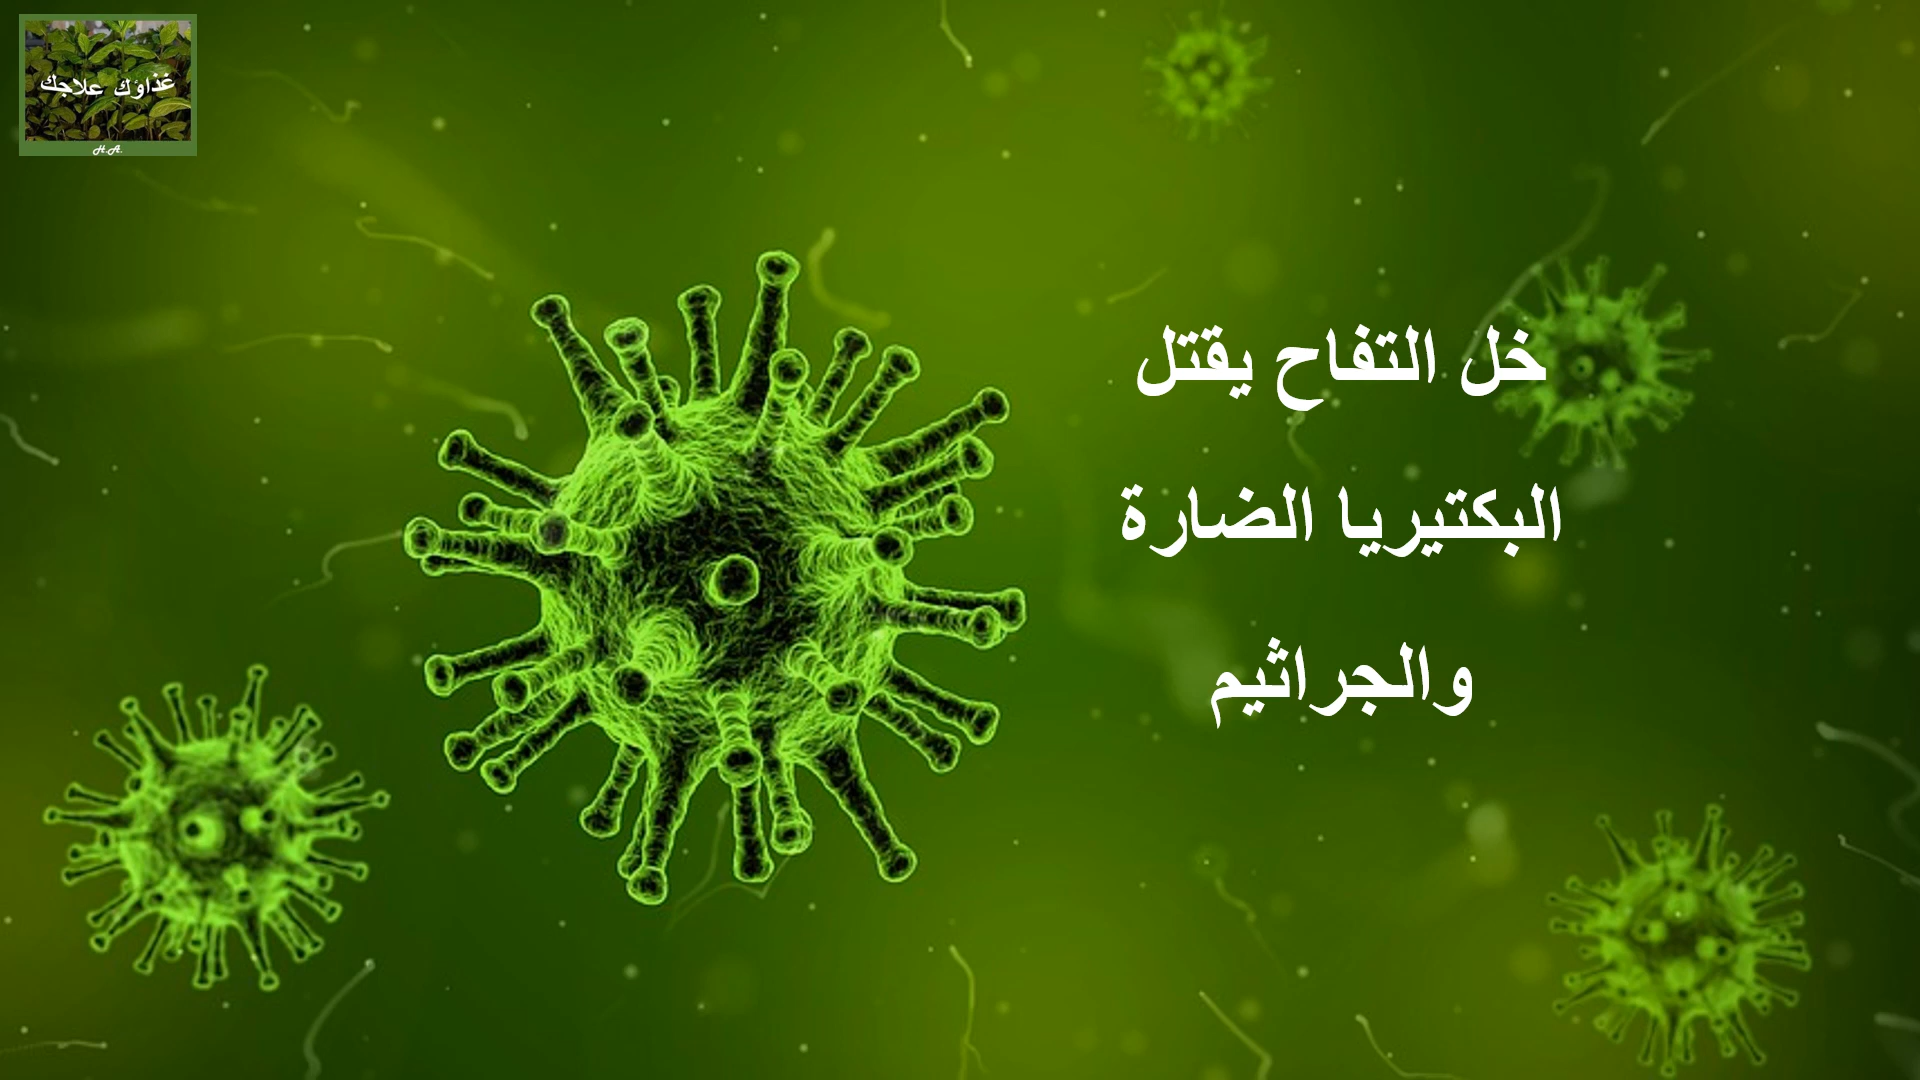 غذاؤك علاجك
H.A.
خل التفاح يقتل
البكتيريا الضارة
والجراثيم